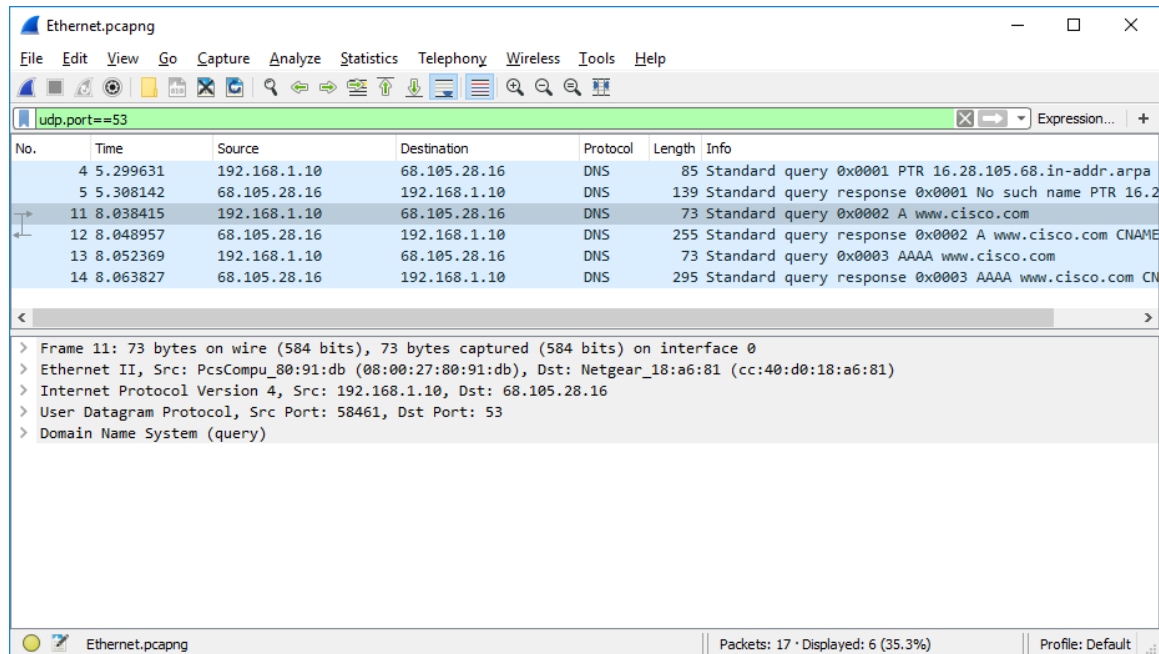 Ethernet.pcapng
File Edit View Go Capture Analyze Statistics Telephony Wireless Tools Help
udp.port==53 Expression... +
No. Time Source Destination Protocol Length Info
4 5.299631 192.168.1.10 68.105.28.16 DNS 85 Standard query 0x0001 PTR 16.28.105.68.in-addr.arpa
5 5.308142 68.105.28.16 192.168.1.10 DNS 139 Standard query response 0x0001 No such name PTR 16.2
11 8.038415 192.168.1.10 68.105.28.16 DNS 73 Standard query 0x0002 A www.cisco.com
12 8.048957 68.105.28.16 192.168.1.10 DNS 255 Standard query response 0x0002 A www.cisco.com CNAME
13 8.052369 192.168.1.10 68.105.28.16 DNS 73 Standard query 0x0003 AAAA www.cisco.com
14 8.063827 68.105.28.16 192.168.1.10 DNS 295 Standard query response 0x0003 AAAA www.cisco.com CN
> Frame 11: 73 bytes on wire (584 bits), 73 bytes captured (584 bits) on interface 0
> Ethernet II, Src: PcsCompu_80:91:db (08:00:27:80:91:db), Dst: Netgear_18:a6:81 (cc:40:d0:18:a6:81)
> Internet Protocol Version 4, Src: 192.168.1.10, Dst: 68.105.28.16
> User Datagram Protocol, Src Port: 58461, Dst Port: 53
> Domain Name System (query)
Ethernet.pcapng Packets: 17 · Displayed: 6 (35.3%) Profile: Default